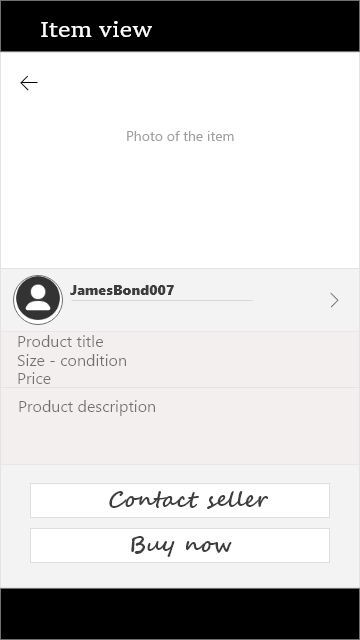 Item view
Photo of the item
JamesBond007
Product title
Size - condition
Price
Product description
Contact seller
Buy now